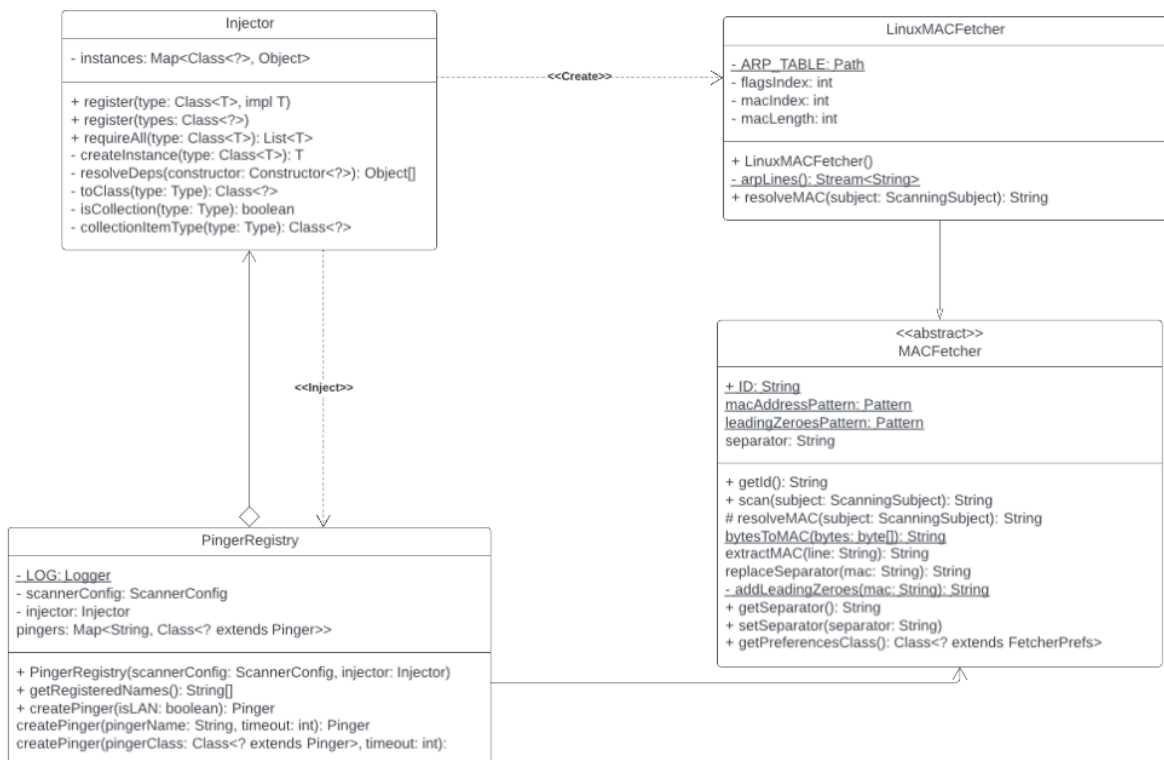 Injector
- instances: Map<Class<?>, Object>
+ register(type: Class<T>, impl T)
+ register(types: Class<?>)
+ requireAll(type: Class<T>): List<T>
- createInstance(type: Class<T>): T
- resolveDeps(constructor: Constructor<?>): Object[]
- toClass(type: Type): Class<?>
- isCollection(type: Type): boolean
- collectionItemType(type: Type): Class<?>
<<Create>>
LinuxMACFetcher
- ARP_TABLE: Path
- flagsIndex: int
- macIndex: int
- macLength: int
+ LinuxMACFetcher()
- arpLines(): Stream<String>
+ resolveMAC(subject: ScanningSubject): String
<<Inject>>
<<abstract>>
MACFetcher
+ ID: String
macAddressPattern: Pattern
leadingZeroesPattern: Pattern
separator: String
+ getId(): String
+ scan(subject: ScanningSubject): String
# resolveMAC(subject: ScanningSubject): String
bytesToMAC(bytes: byte[]): String
extractMAC(line: String): String
replaceSeparator(mac: String): String
- addLeadingZeroes(mac: String): String
+ getSeparator(): String
+ setSeparator(separator: String)
+ getPreferencesClass(): Class<? extends FetcherPrefs>
PingerRegistry
- LOG: Logger
- scannerConfig: ScannerConfig
- injector: Injector
pingers: Map<String, Class<? extends Pinger>>
+ PingerRegistry(scannerConfig: ScannerConfig, injector: Injector)
+ getRegisteredNames(): String[]
+ createPinger(isLAN: boolean): Pinger
createPinger(pingerName: String, timeout: int): Pinger
createPinger(pingerClass: Class<? extends Pinger>, timeout: int):